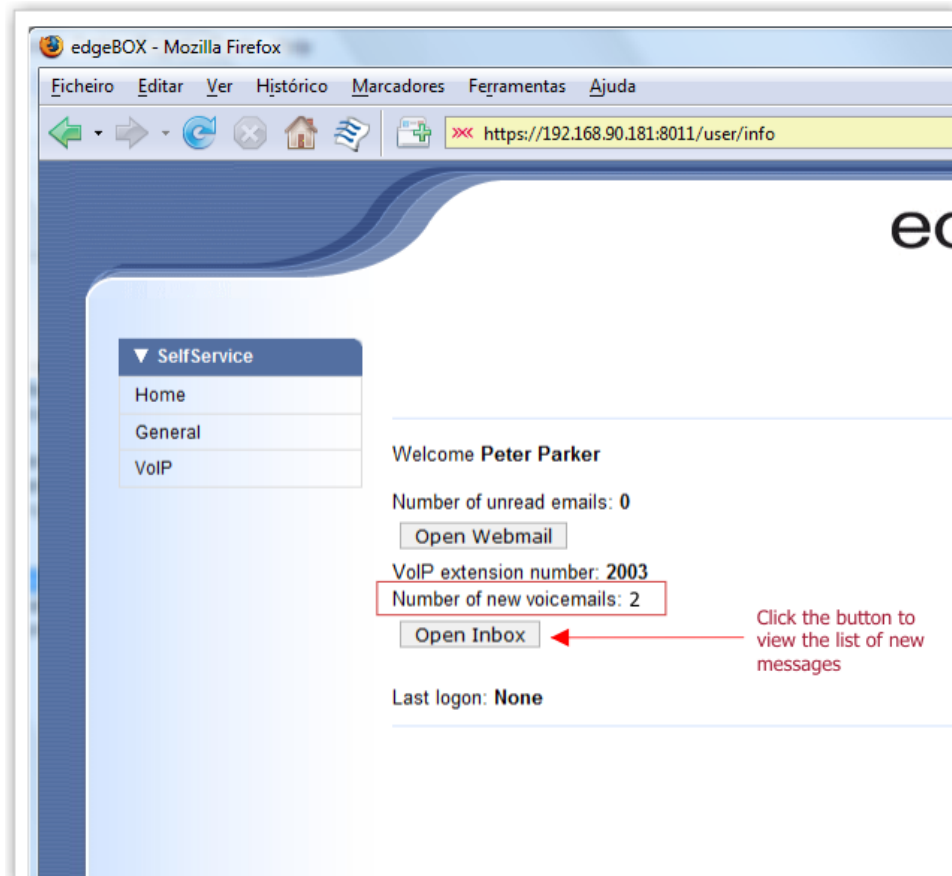 edgeBOX - Mozilla Firefox
Ficheiro Editar Ver Histórico Marcadores Ferramentas Ajuda
https://192.168.90.181:8011/user/info
▼ SelfService
Home
General
VoIP
Welcome Peter Parker
Number of unread emails: 0
Open Webmail
VoIP extension number: 2003
Number of new voicemails: 2
Open Inbox
Click the button to
view the list of new
messages
Last logon: None